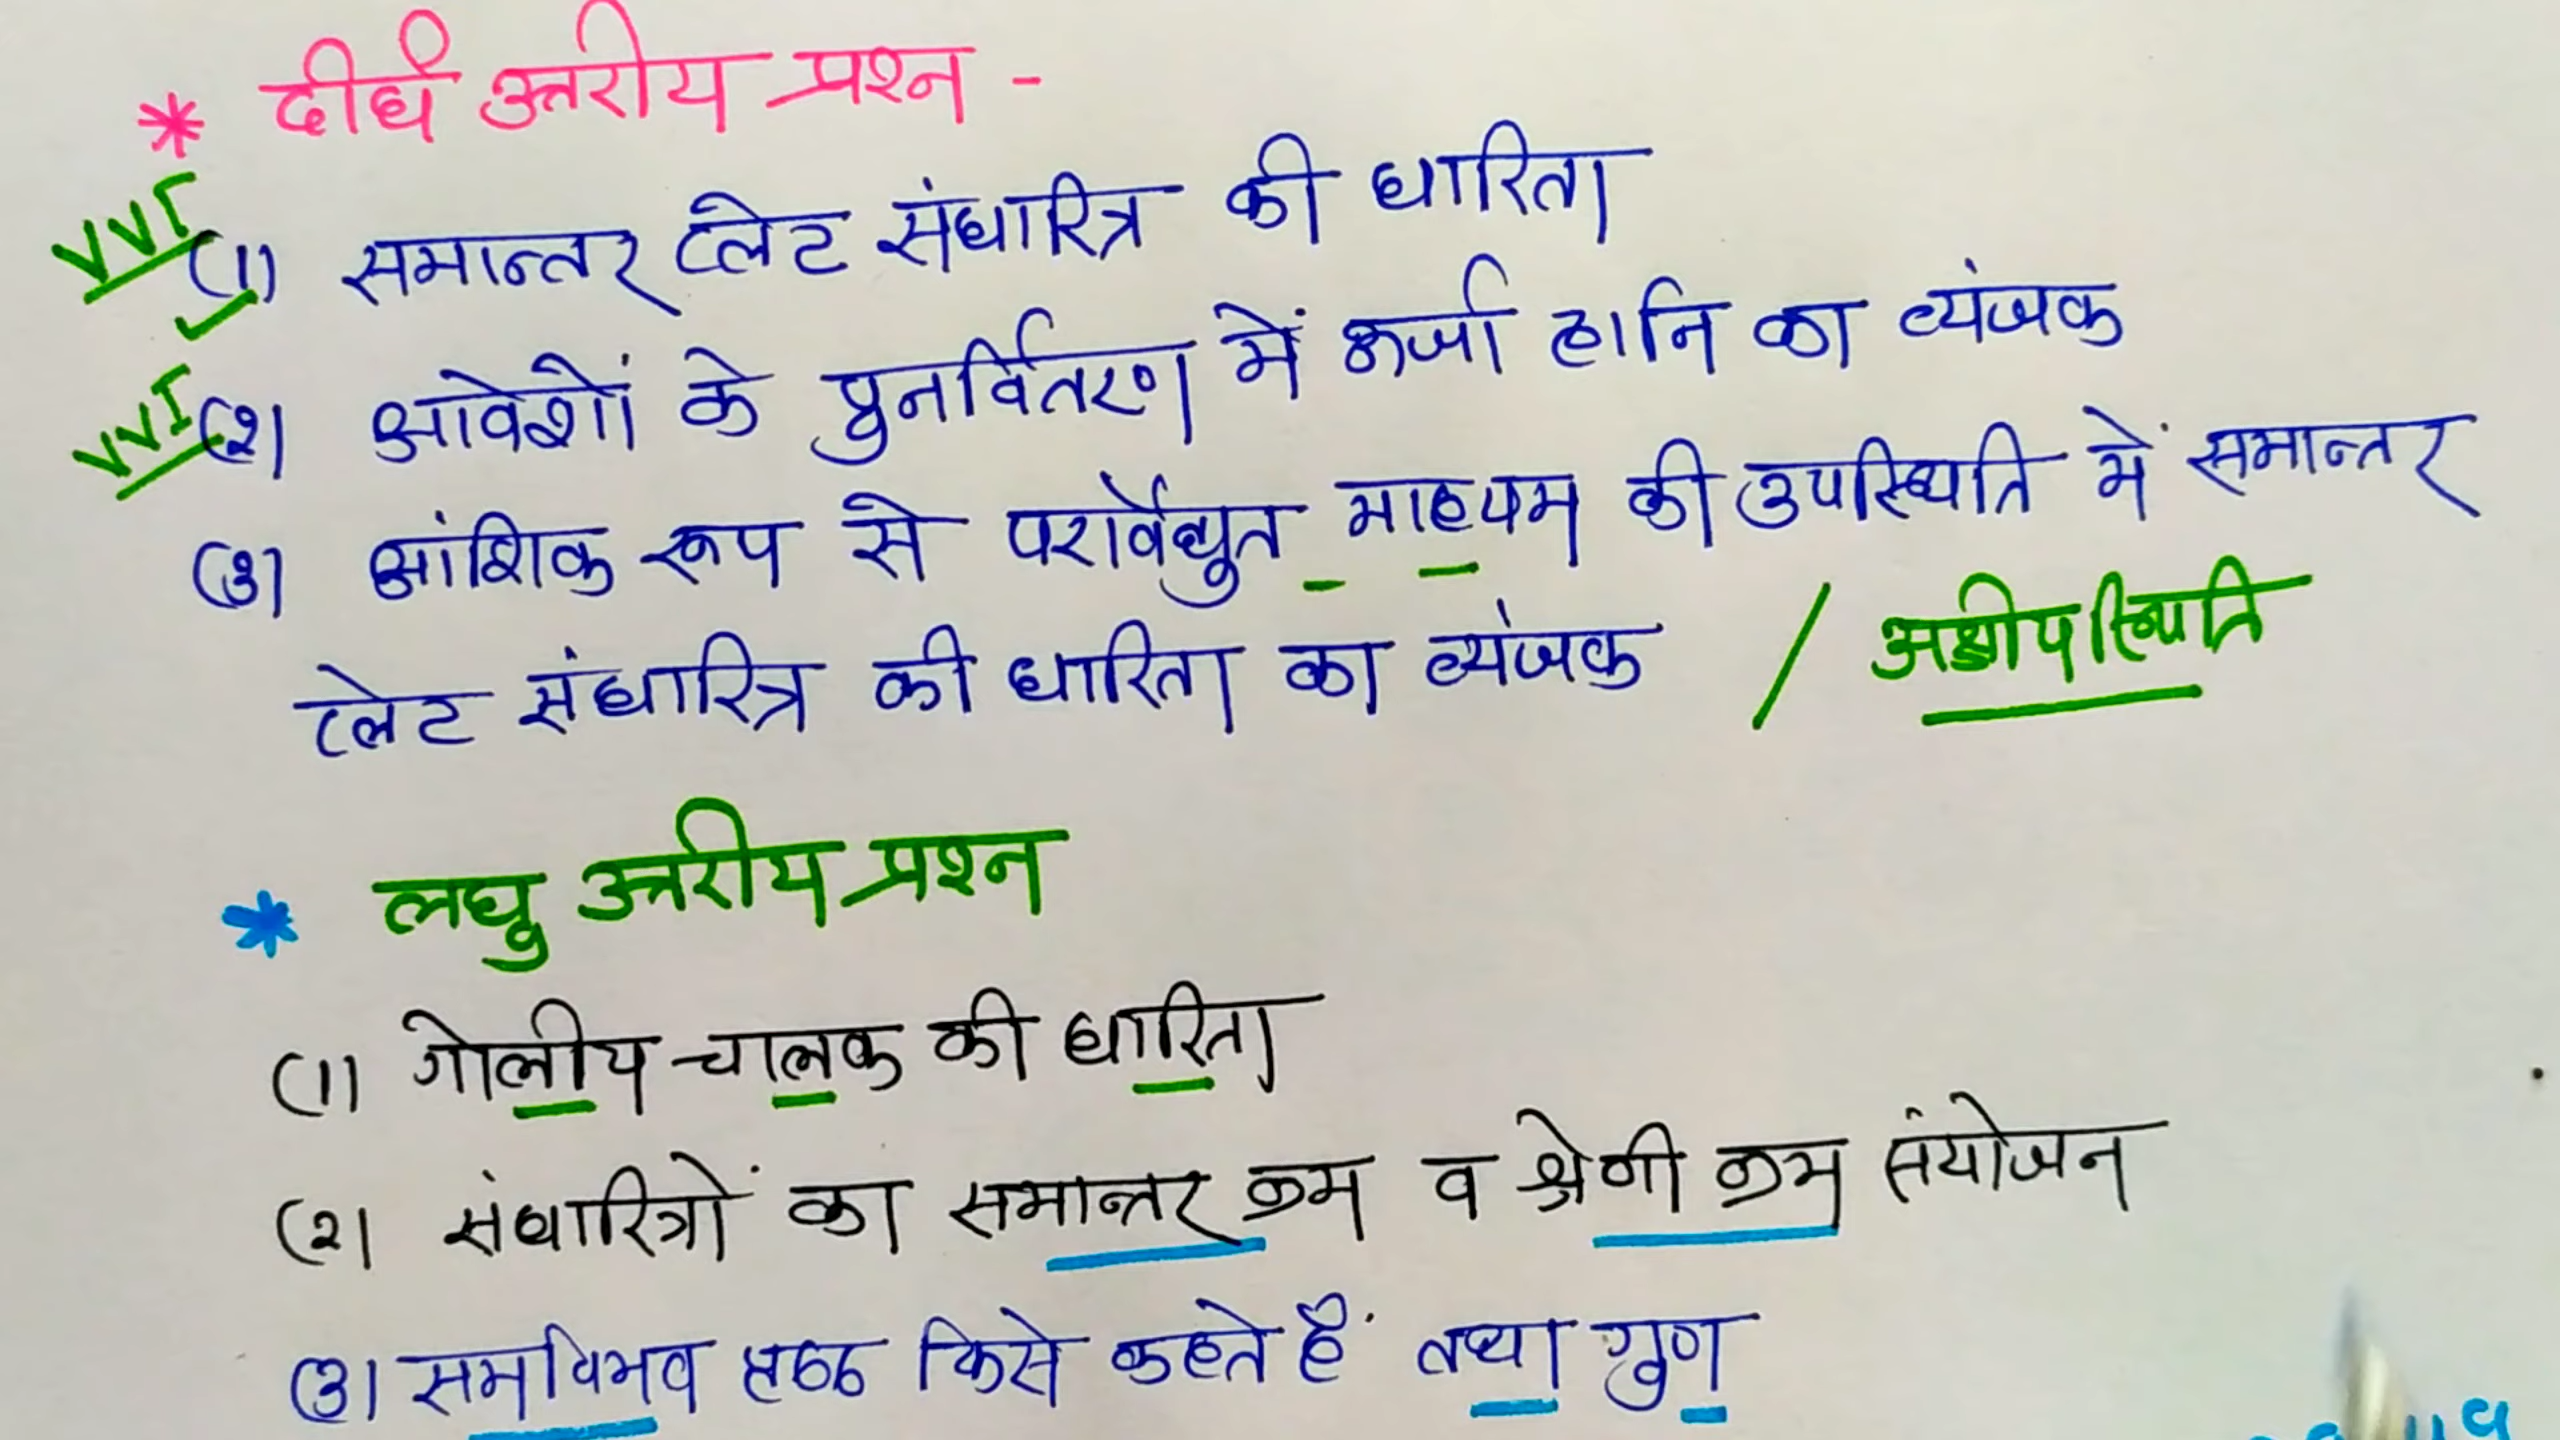 * दीर्घ उत्तरीय प्रश्न -
VVI (1) समान्तर प्लेट संधारित्र की धारिता
VVI (2) आवेशों के पुनर्वितरण में ऊर्जा हानि का व्यंजक
(3) आंशिक रूप से परावैद्युत माध्यम की उपस्थिति में समान्तर
प्लेट संधारित्र की धारिता का व्यंजक /
* लघु उत्तरीय प्रश्न
(1) गोलीय चालक की धारिता
(2) संधारित्रों का समान्तर क्रम व श्रेणी क्रम संयोजन
(3) समविभव पृष्ठ किसे कहते हैं तथा गुण